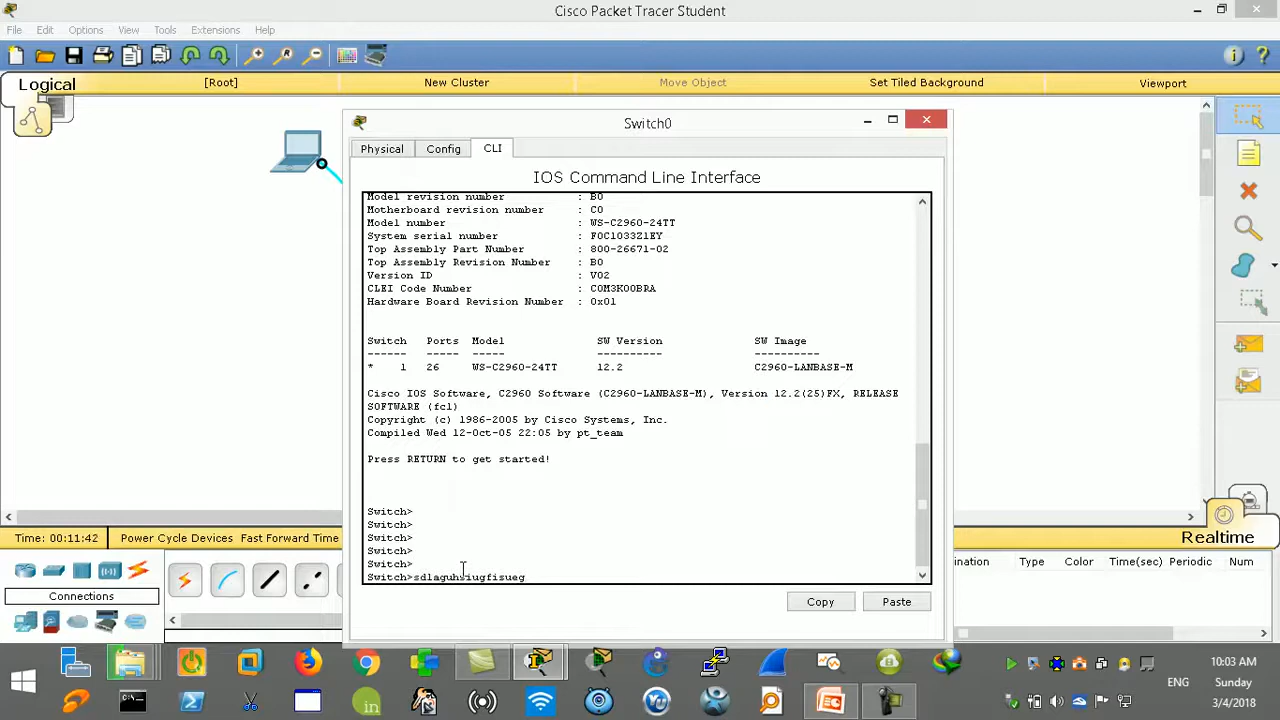 Cisco Packet Tracer Student
File Edit Options View Tools Extensions Help
Logical
[Root]
New Cluster
Move Object
Set Tiled Background
Viewport
Switch0
Physical Config CLI
IOS Command Line Interface
Model revision number : B0
Motherboard revision number : C0
Model number : WS-C2960-24TT
System serial number : FOC1033Z1EY
Top Assembly Part Number : 800-26671-02
Top Assembly Revision Number : B0
Version ID : V02
CLEI Code Number : COM3K00BRA
Hardware Board Revision Number : 0x01
Switch Ports Model SW Version SW Image
------ ----- ----- ---------- ----------
* 1 26 WS-C2960-24TT 12.2 C2960-LANBASE-M
Cisco IOS Software, C2960 Software (C2960-LANBASE-M), Version 12.2(25)FX, RELEASE
SOFTWARE (fc1)
Copyright (c) 1986-2005 by Cisco Systems, Inc.
Compiled Wed 12-Oct-05 22:05 by pt_team
Press RETURN to get started!
Switch>
Switch>
Switch>
Switch>
Switch>
Switch>sdlaguhsiugfisueg
Copy
Paste
Time: 00:11:42
Power Cycle Devices Fast Forward Time
Realtime
Connections
ination Time(sec) Periodic Num
10:03 AM
ENG
Sunday
3/4/2018